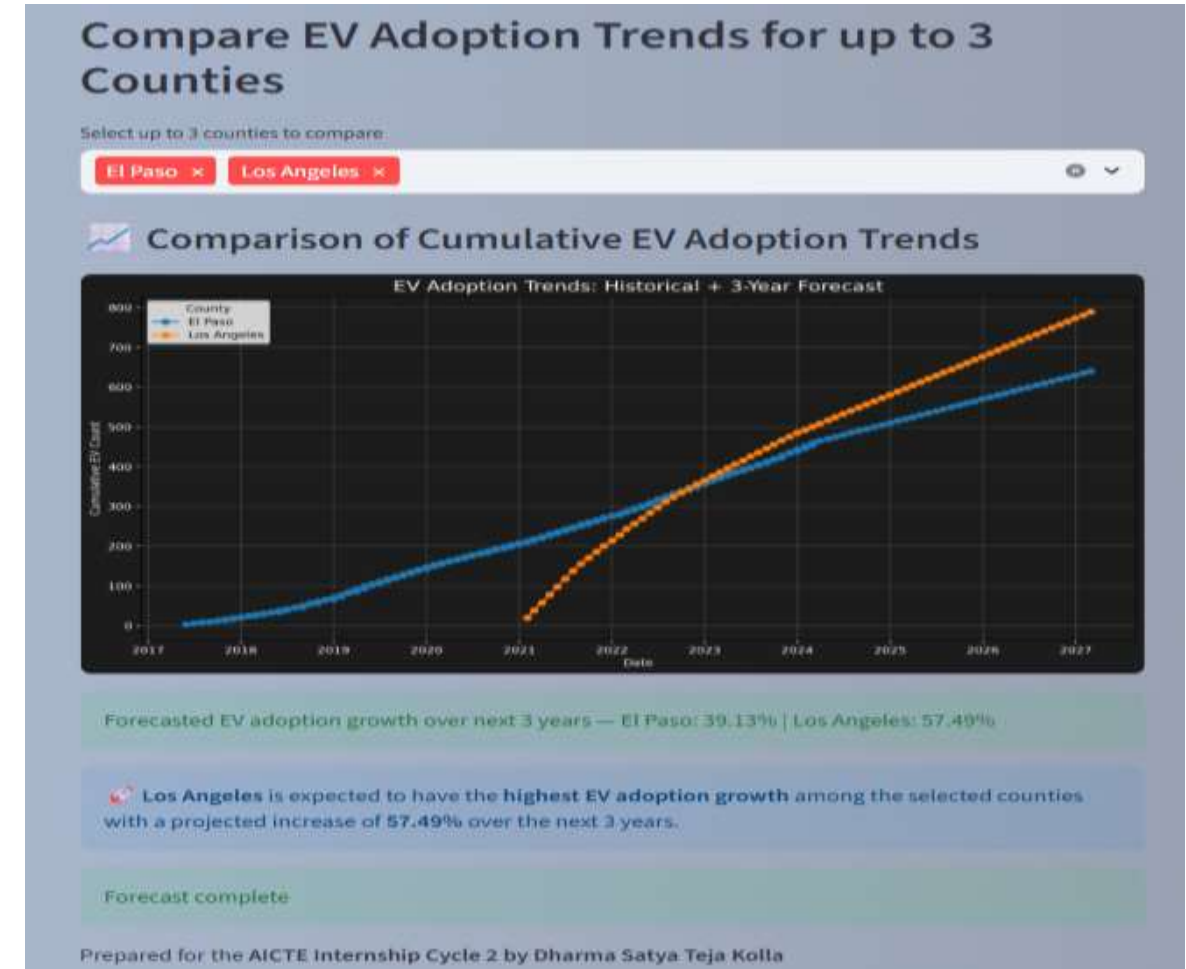 Compare EV Adoption Trends for up to 3
Counties
Select up to 3 counties to compare
El Paso × Los Angeles ×
Comparison of Cumulative EV Adoption Trends
EV Adoption Trends: Historical + 3-Year Forecast
County
El Paso
Los Angeles
Cumulative EV Count
800
700
600
500
400
300
200
100
0
2017 2018 2019 2020 2021 2022 2023 2024 2025 2026 2027
Date
Forecasted EV adoption growth over next 3 years — El Paso: 39.13% | Los Angeles: 57.49%
Los Angeles is expected to have the highest EV adoption growth among the selected counties
with a projected increase of 57.49% over the next 3 years.
Forecast complete
Prepared for the AICTE Internship Cycle 2 by Dharma Satya Teja Kolla